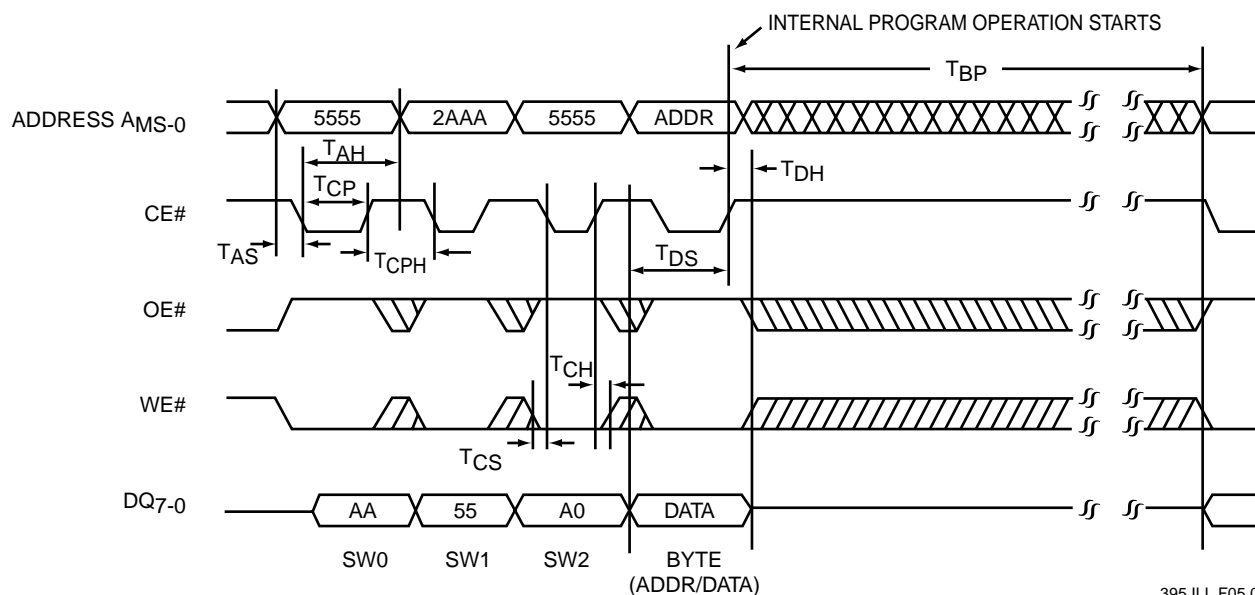 INTERNAL PROGRAM OPERATION STARTS
TBP
ADDRESS AMS-0
5555
2AAA
5555
ADDR
TAH
TDH
TCP
CE#
TAS
TCPH
TDS
OE#
TCH
WE#
TCS
DQ7-0
AA
55
A0
DATA
SW0
SW1
SW2
BYTE
(ADDR/DATA)